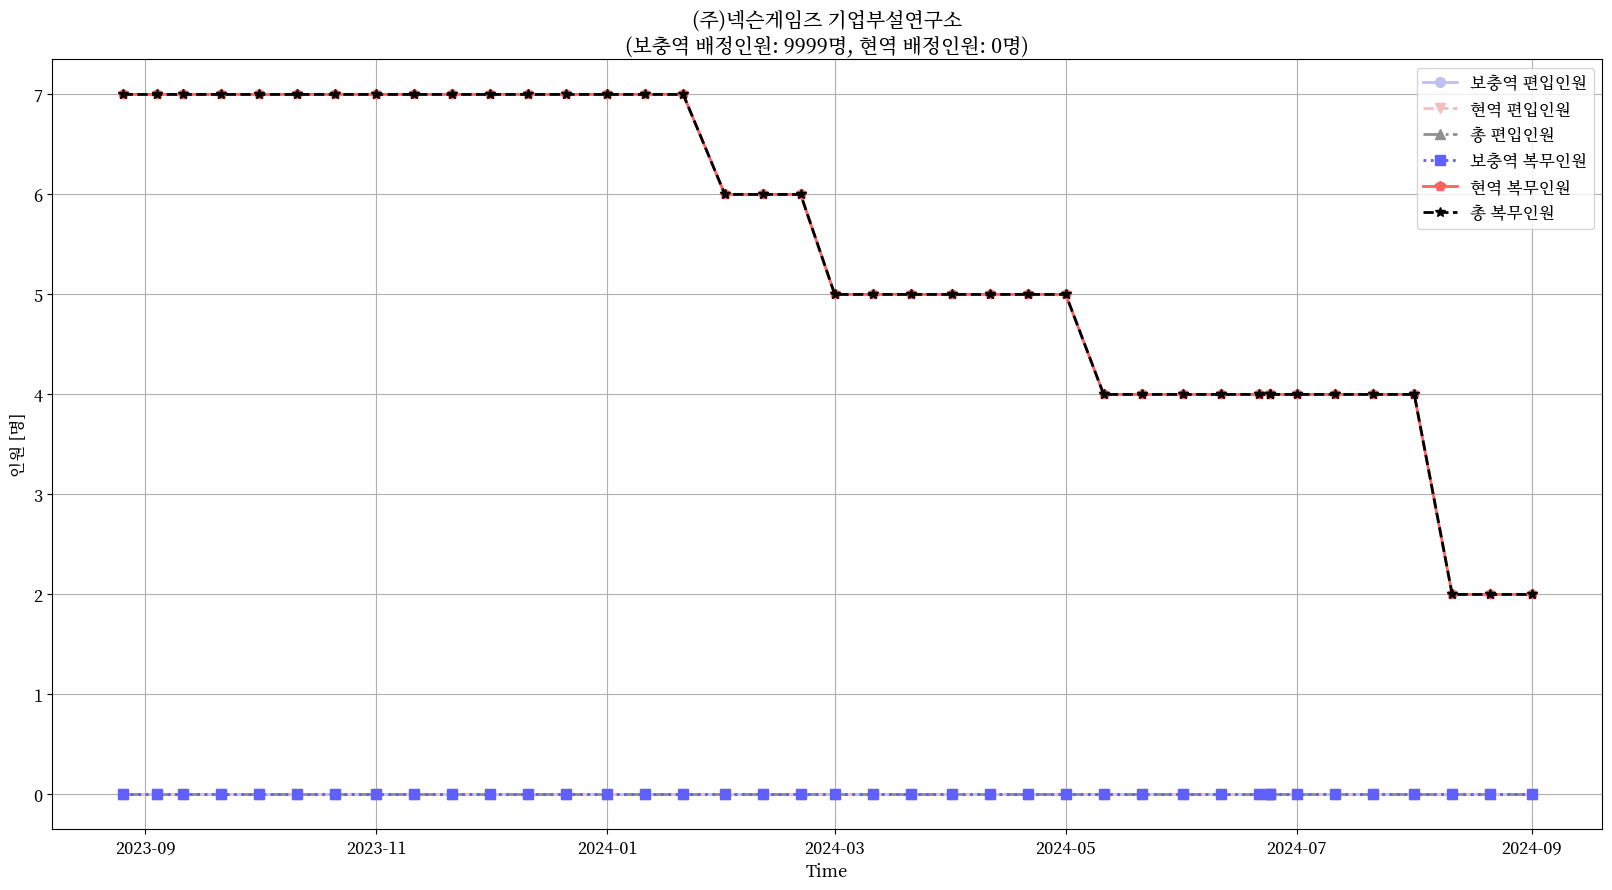 (주)넥슨게임즈 기업부설연구소
(보충역 배정인원: 9999명, 현역 배정인원: 0명)
보충역 편입인원
현역 편입인원
총 편입인원
보충역 복무인원
현역 복무인원
총 복무인원
인원 [명]
7
6
5
4
3
2
1
0
2023-09
2023-11
2024-01
2024-03
2024-05
2024-07
2024-09
Time